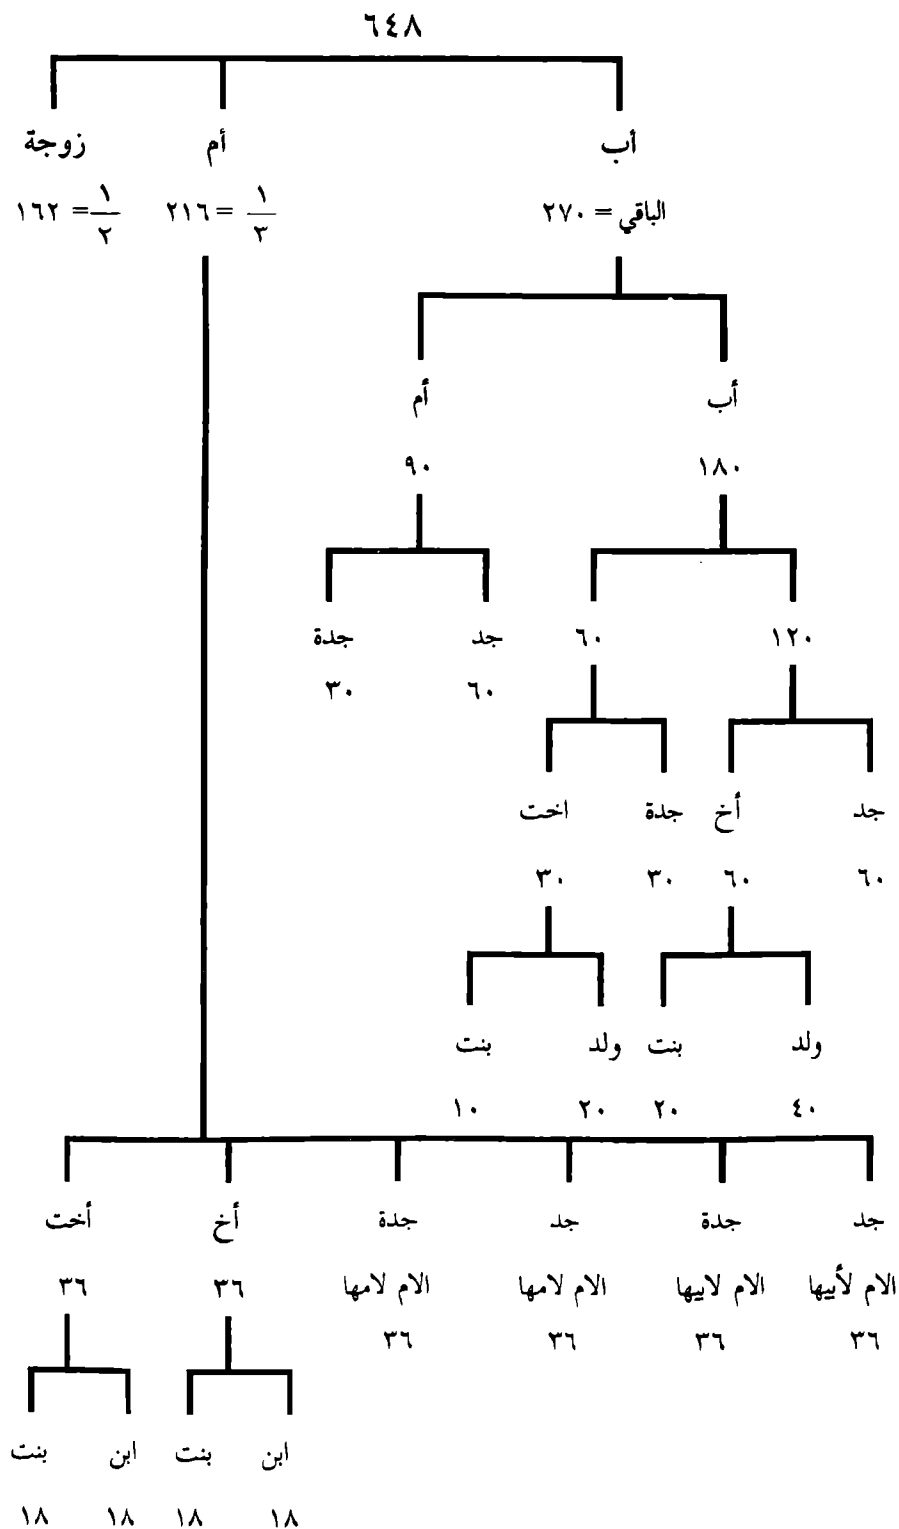 ٦٤٨
أب أم زوجة
الباقي = ٢٧٠ ١/٣ = ٢١٦ ١/٢ = ١٦٢
أب أم
١٨٠ ٩٠
١٢٠ ٦٠ جد جدة
٦٠ ٣٠
جد أخ جدة اخت
٦٠ ٦٠ ٣٠ ٣٠
ولد بنت ولد بنت
٤٠ ٢٠ ٢٠ ١٠
جد جدة جد جدة أخ أخت
الام لأبيها الام لابيها الام لامها الام لامها ٣٦ ٣٦
٣٦ ٣٦ ٣٦ ٣٦
ابن بنت ابن بنت
١٨ ١٨ ١٨ ١٨